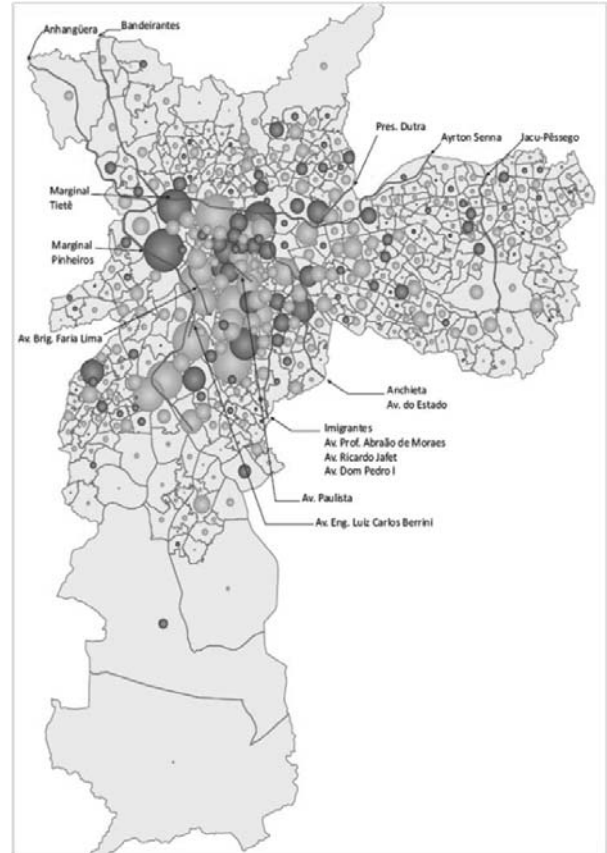 Anhangüera
Bandeirantes
Pres. Dutra
Ayrton Senna
Jacu-Pêssego
Marginal
Tietê
Marginal
Pinheiros
Av. Brig. Faria Lima
Anchieta
Av. do Estado
Imigrantes
Av. Prof. Abraão de Moraes
Av. Ricardo Jafet
Av. Dom Pedro I
Av. Paulista
Av. Eng. Luiz Carlos Berrini